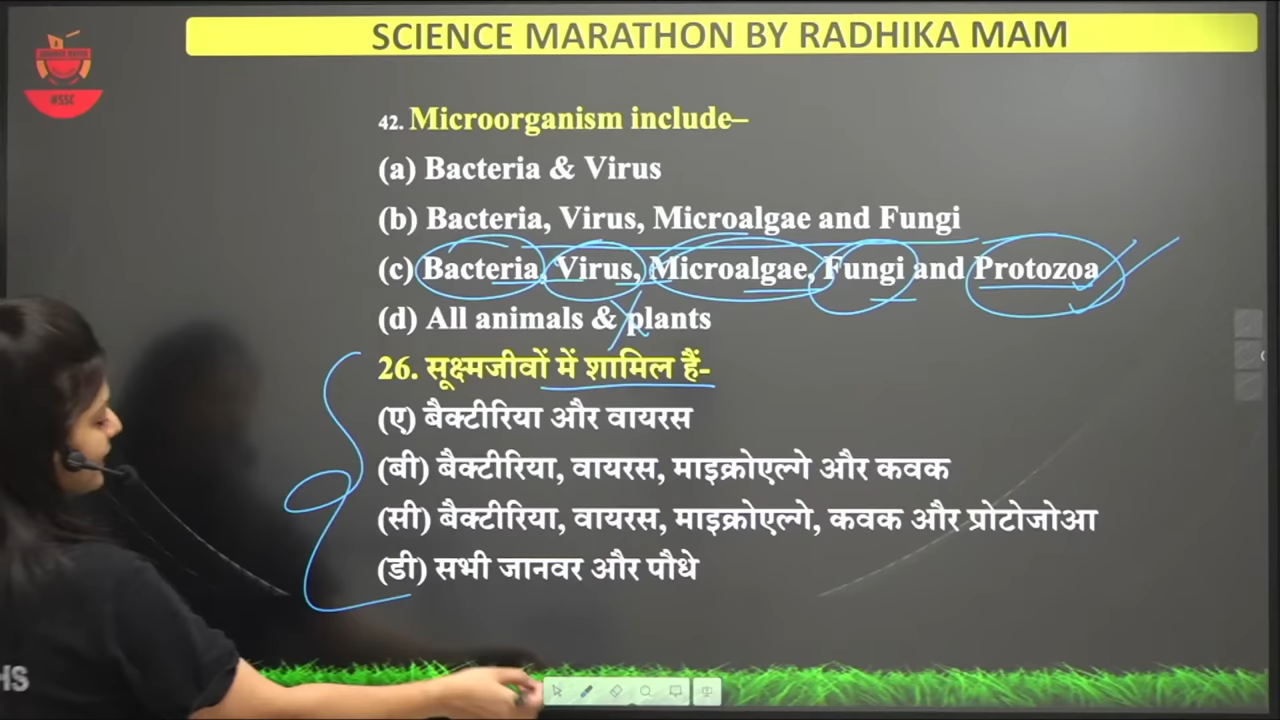 SCIENCE MARATHON BY RADHIKA MAM
#SSC
42. Microorganism include–
(a) Bacteria & Virus
(b) Bacteria, Virus, Microalgae and Fungi
(c) Bacteria, Virus, Microalgae, Fungi and Protozoa
(d) All animals & plants
26. सूक्ष्मजीवों में शामिल हैं-
(ए) बैक्टीरिया और वायरस
(बी) बैक्टीरिया, वायरस, माइक्रोएल्गे और कवक
(सी) बैक्टीरिया, वायरस, माइक्रोएल्गे, कवक और प्रोटोजोआ
(डी) सभी जानवर और पौधे
HS